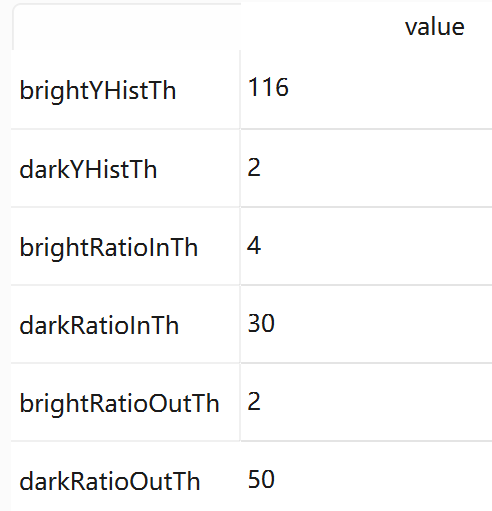 value
brightYHistTh 116
darkYHistTh 2
brightRatioInTh 4
darkRatioInTh 30
brightRatioOutTh 2
darkRatioOutTh 50